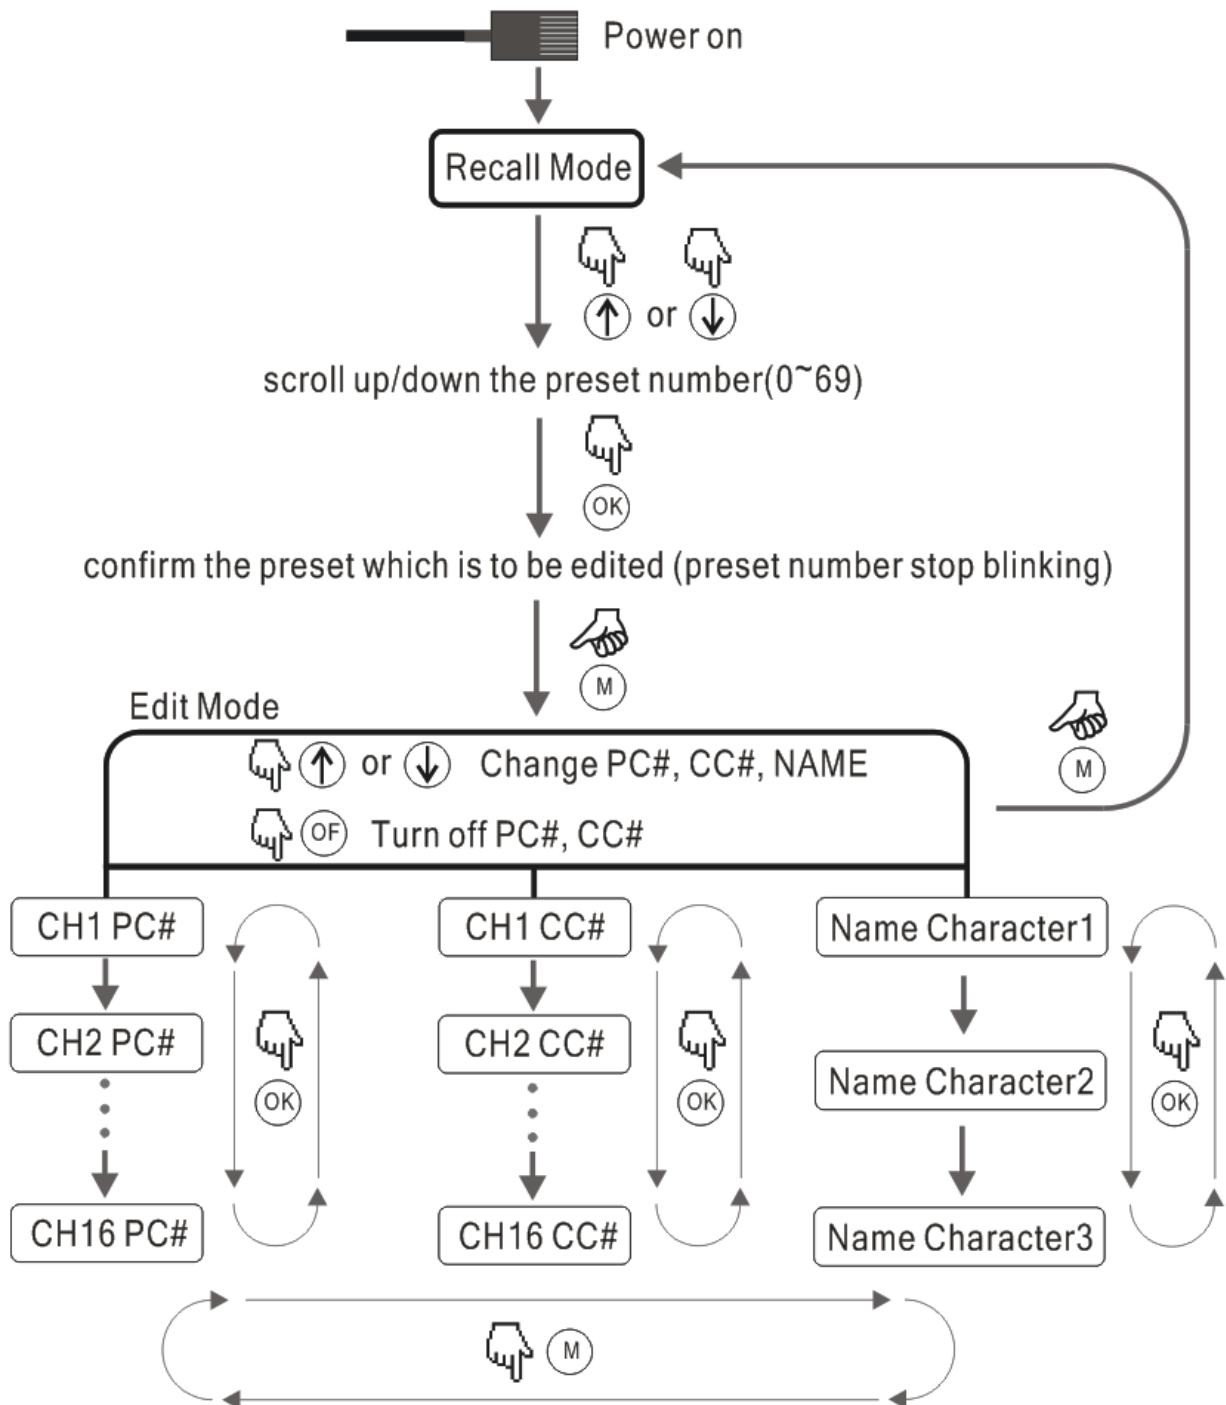 Power on
Recall Mode
or
scroll up/down the preset number(0~69)
OK
confirm the preset which is to be edited (preset number stop blinking)
M
Edit Mode
or Change PC#, CC#, NAME
M
OF Turn off PC#, CC#
CH1 PC# CH1 CC# Name Character1
CH2 PC# CH2 CC# Name Character2
OK OK OK
CH16 PC# CH16 CC# Name Character3
M